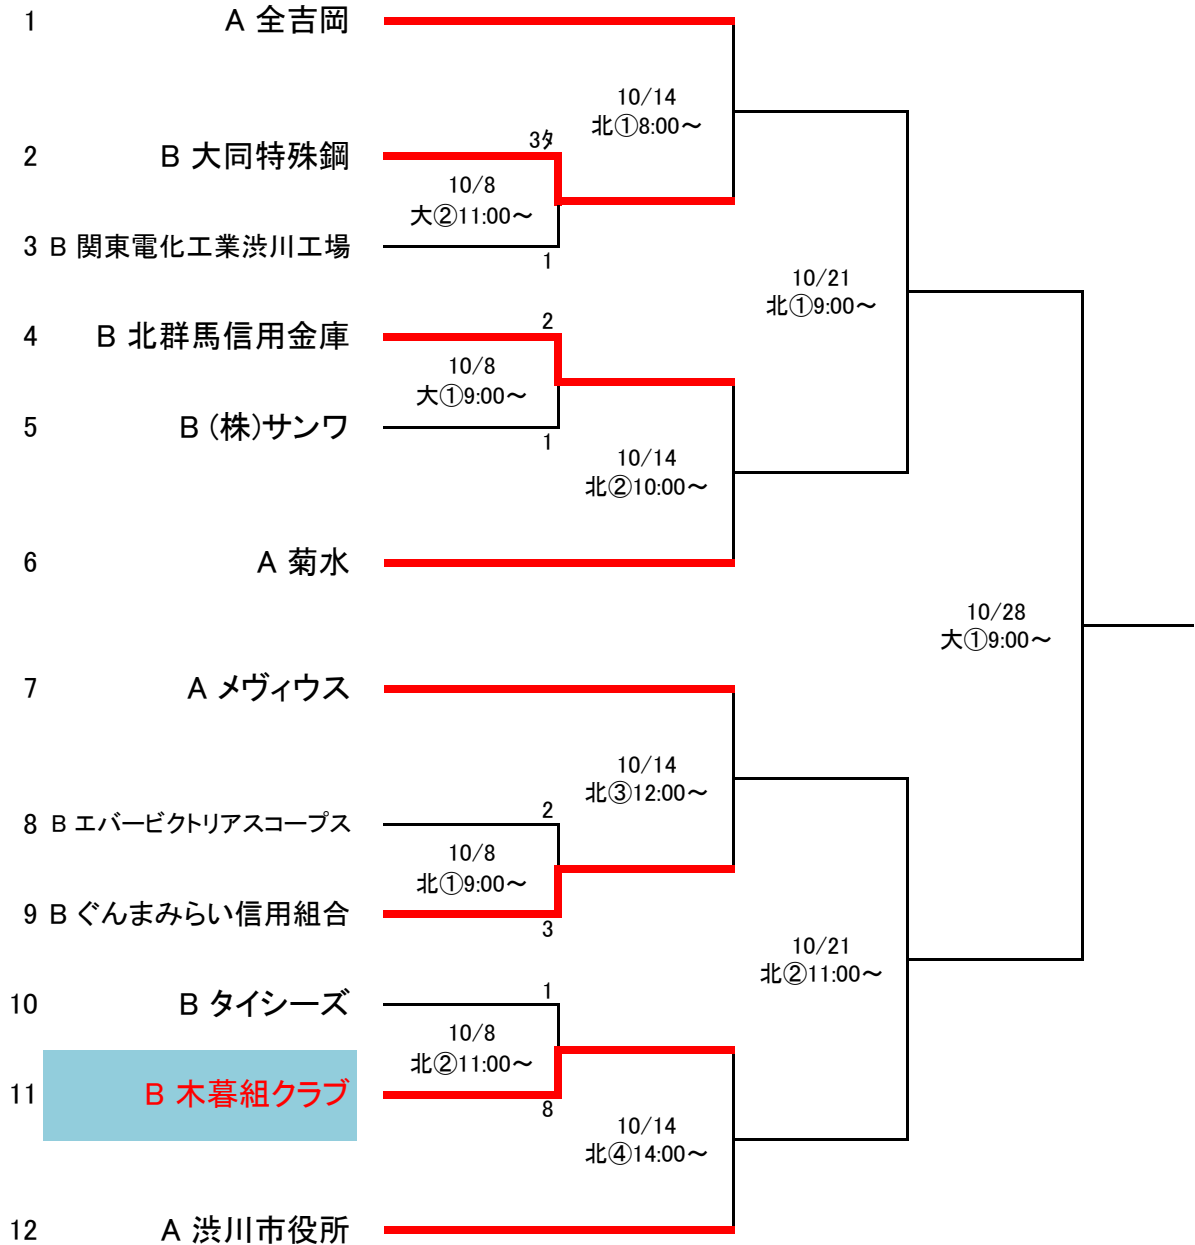 1 A 全吉岡
10/14
北①8:00～
3タ
2 B 大同特殊鋼
10/8
大②11:00～
3 B 関東電化工業渋川工場
1
10/21
北①9:00～
2
4 B 北群馬信用金庫
10/8
大①9:00～
5 B (株)サンワ
1
10/14
北②10:00～
6 A 菊水
10/28
大①9:00～
7 A メヴィウス
10/14
北③12:00～
2
8 B エバービクトリアスコープス
10/8
北①9:00～
9 B ぐんまみらい信用組合
3
10/21
北②11:00～
1
10 B タイシーズ
10/8
北②11:00～
11 B 木暮組クラブ
8
10/14
北④14:00～
12 A 渋川市役所